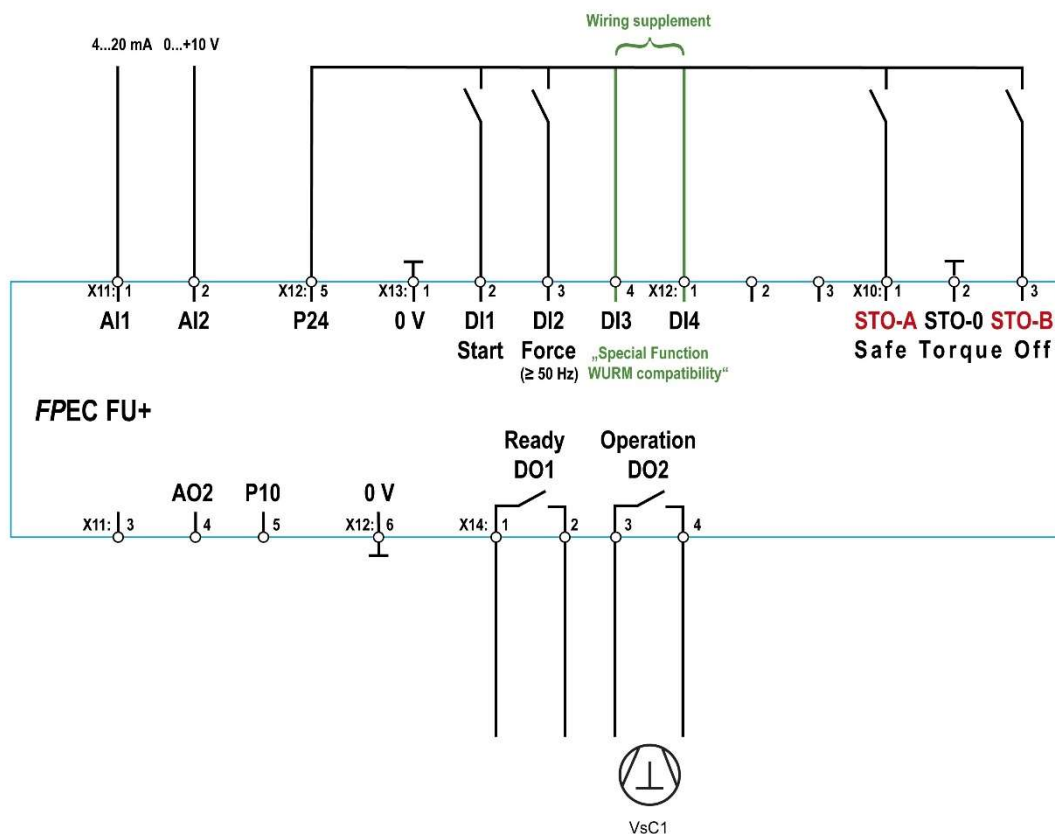 Wiring supplement
4...20 mA 0...+10 V
X11: 1 2 X12: 5 X13: 1 2 3 4 X12: 1 2 3 X10: 1 2 3
AI1 AI2 P24 0 V DI1 DI2 DI3 DI4 STO-A STO-0 STO-B
Start Force „Special Function Safe Torque Off
(≥ 50 Hz) WURM compatibility“
FPEC FU+
Ready Operation
DO1 DO2
AO2 P10 0 V
X11: 3 4 5 X12: 6 X14: 1 2 3 4
VsC1